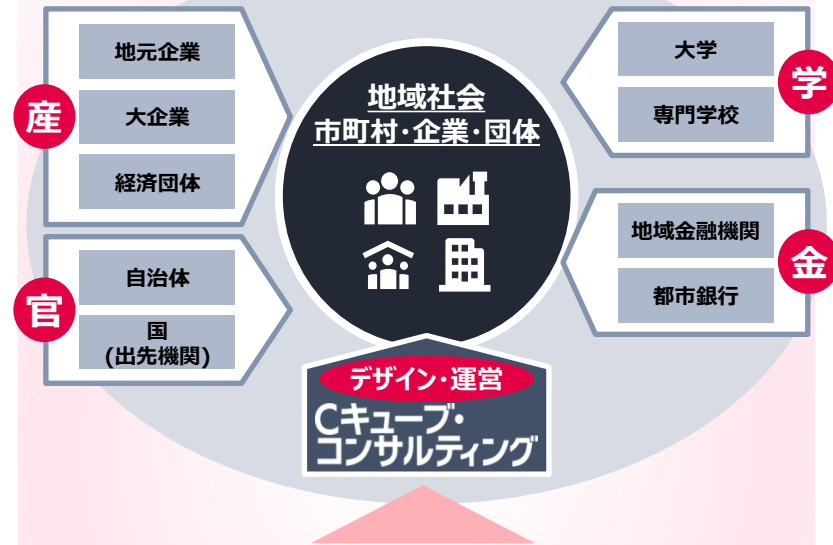 産
地元企業
大企業
経済団体
官
自治体
国
(出先機関)
地域社会
市町村・企業・団体
学
大学
専門学校
金
地域金融機関
都市銀行
デザイン・運営
Cキューブ・
コンサルティング